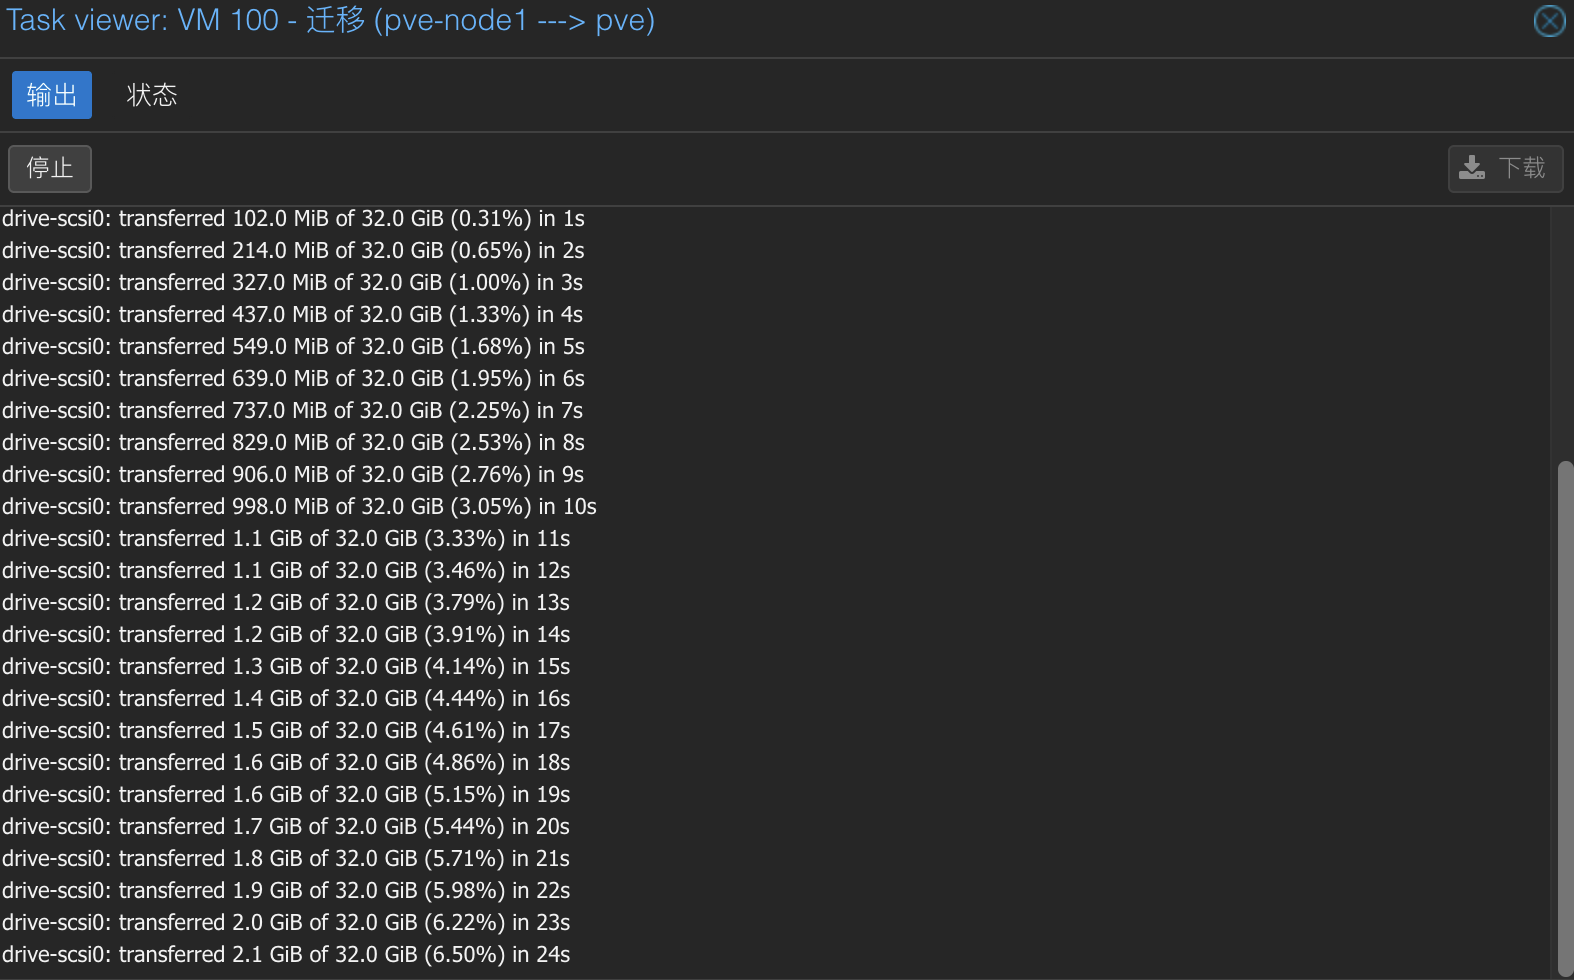 Task viewer: VM 100 - 迁移 (pve-node1 ---> pve)
输出 状态
停止 下载
drive-scsi0: transferred 102.0 MiB of 32.0 GiB (0.31%) in 1s
drive-scsi0: transferred 214.0 MiB of 32.0 GiB (0.65%) in 2s
drive-scsi0: transferred 327.0 MiB of 32.0 GiB (1.00%) in 3s
drive-scsi0: transferred 437.0 MiB of 32.0 GiB (1.33%) in 4s
drive-scsi0: transferred 549.0 MiB of 32.0 GiB (1.68%) in 5s
drive-scsi0: transferred 639.0 MiB of 32.0 GiB (1.95%) in 6s
drive-scsi0: transferred 737.0 MiB of 32.0 GiB (2.25%) in 7s
drive-scsi0: transferred 829.0 MiB of 32.0 GiB (2.53%) in 8s
drive-scsi0: transferred 906.0 MiB of 32.0 GiB (2.76%) in 9s
drive-scsi0: transferred 998.0 MiB of 32.0 GiB (3.05%) in 10s
drive-scsi0: transferred 1.1 GiB of 32.0 GiB (3.33%) in 11s
drive-scsi0: transferred 1.1 GiB of 32.0 GiB (3.46%) in 12s
drive-scsi0: transferred 1.2 GiB of 32.0 GiB (3.79%) in 13s
drive-scsi0: transferred 1.2 GiB of 32.0 GiB (3.91%) in 14s
drive-scsi0: transferred 1.3 GiB of 32.0 GiB (4.14%) in 15s
drive-scsi0: transferred 1.4 GiB of 32.0 GiB (4.44%) in 16s
drive-scsi0: transferred 1.5 GiB of 32.0 GiB (4.61%) in 17s
drive-scsi0: transferred 1.6 GiB of 32.0 GiB (4.86%) in 18s
drive-scsi0: transferred 1.6 GiB of 32.0 GiB (5.15%) in 19s
drive-scsi0: transferred 1.7 GiB of 32.0 GiB (5.44%) in 20s
drive-scsi0: transferred 1.8 GiB of 32.0 GiB (5.71%) in 21s
drive-scsi0: transferred 1.9 GiB of 32.0 GiB (5.98%) in 22s
drive-scsi0: transferred 2.0 GiB of 32.0 GiB (6.22%) in 23s
drive-scsi0: transferred 2.1 GiB of 32.0 GiB (6.50%) in 24s